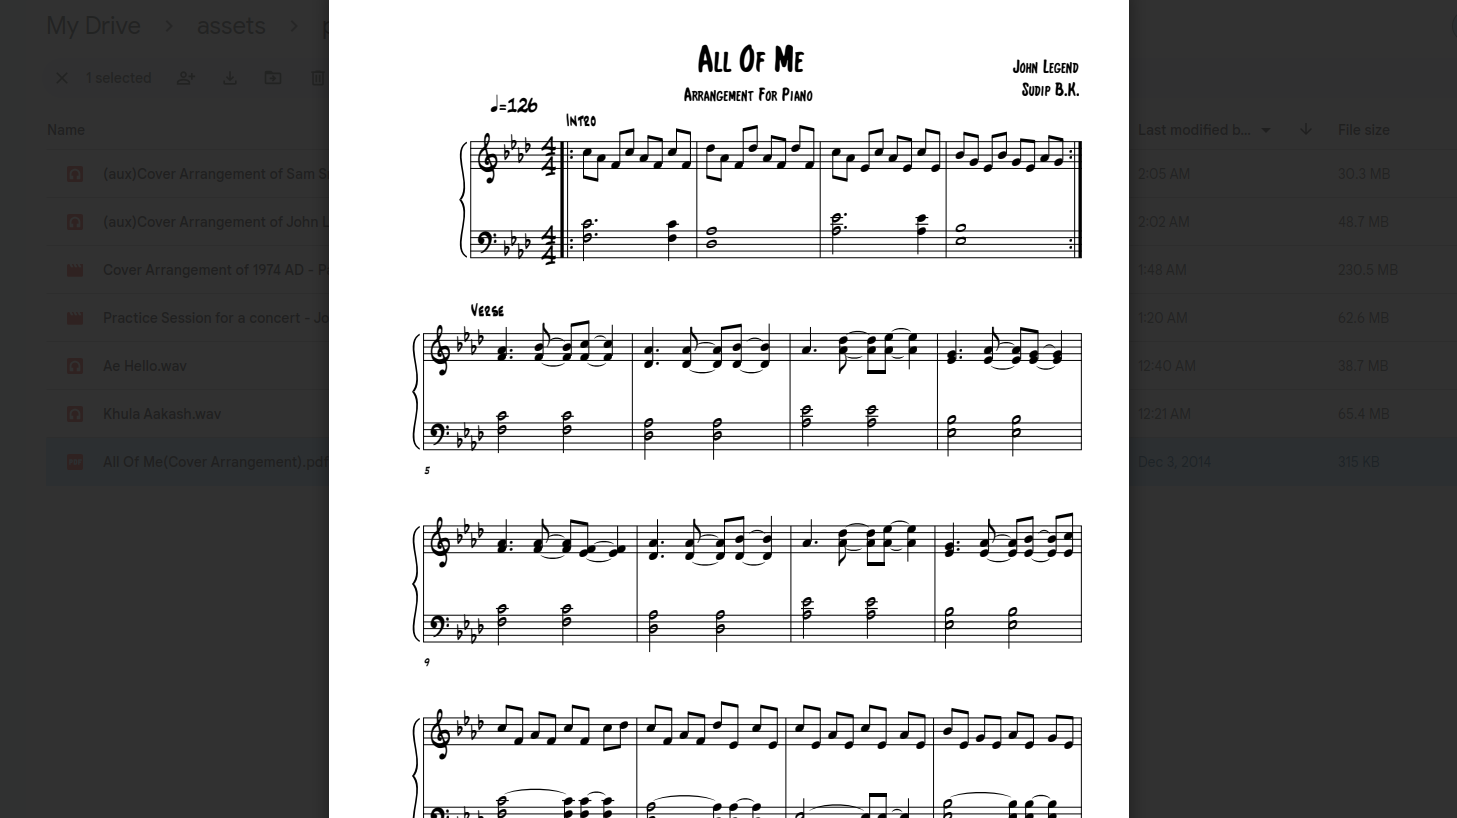 My Drive > assets > p
1 selected
Name
Last modified b...
File size
(aux)Cover Arrangement of Sam S
2:05 AM
30.3 MB
(aux)Cover Arrangement of John L
2:02 AM
48.7 MB
Cover Arrangement of 1974 AD - P
1:48 AM
230.5 MB
Practice Session for a concert - Jo
1:20 AM
62.6 MB
Ae Hello.wav
12:40 AM
38.7 MB
Khula Aakash.wav
12:21 AM
65.4 MB
All Of Me(Cover Arrangement).pdf
Dec 3, 2014
315 KB
All Of Me
Arrangement For Piano
John Legend
Sudip B.K.
♩=126
Intro
4
4
4
4
Verse
5
9